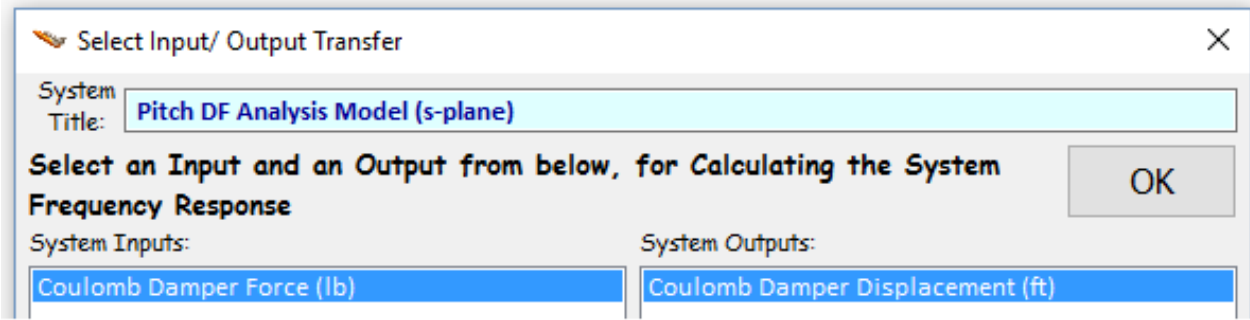 Select Input/ Output Transfer
System
Title:
Pitch DF Analysis Model (s-plane)
Select an Input and an Output from below, for Calculating the System
Frequency Response
OK
System Inputs:
System Outputs:
Coulomb Damper Force (lb)
Coulomb Damper Displacement (ft)